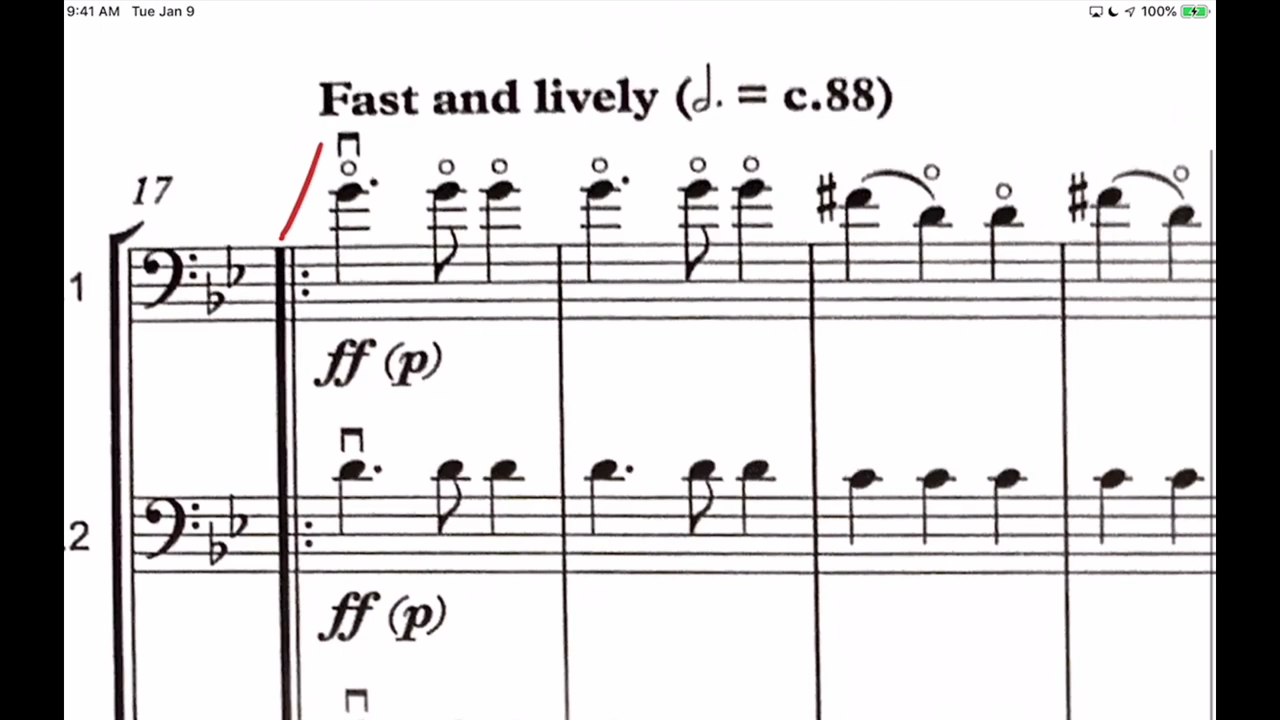 9:41 AM Tue Jan 9
100%
Fast and lively (𝅗𝅥. = c.88)
17
1
ff (p)
2
ff (p)